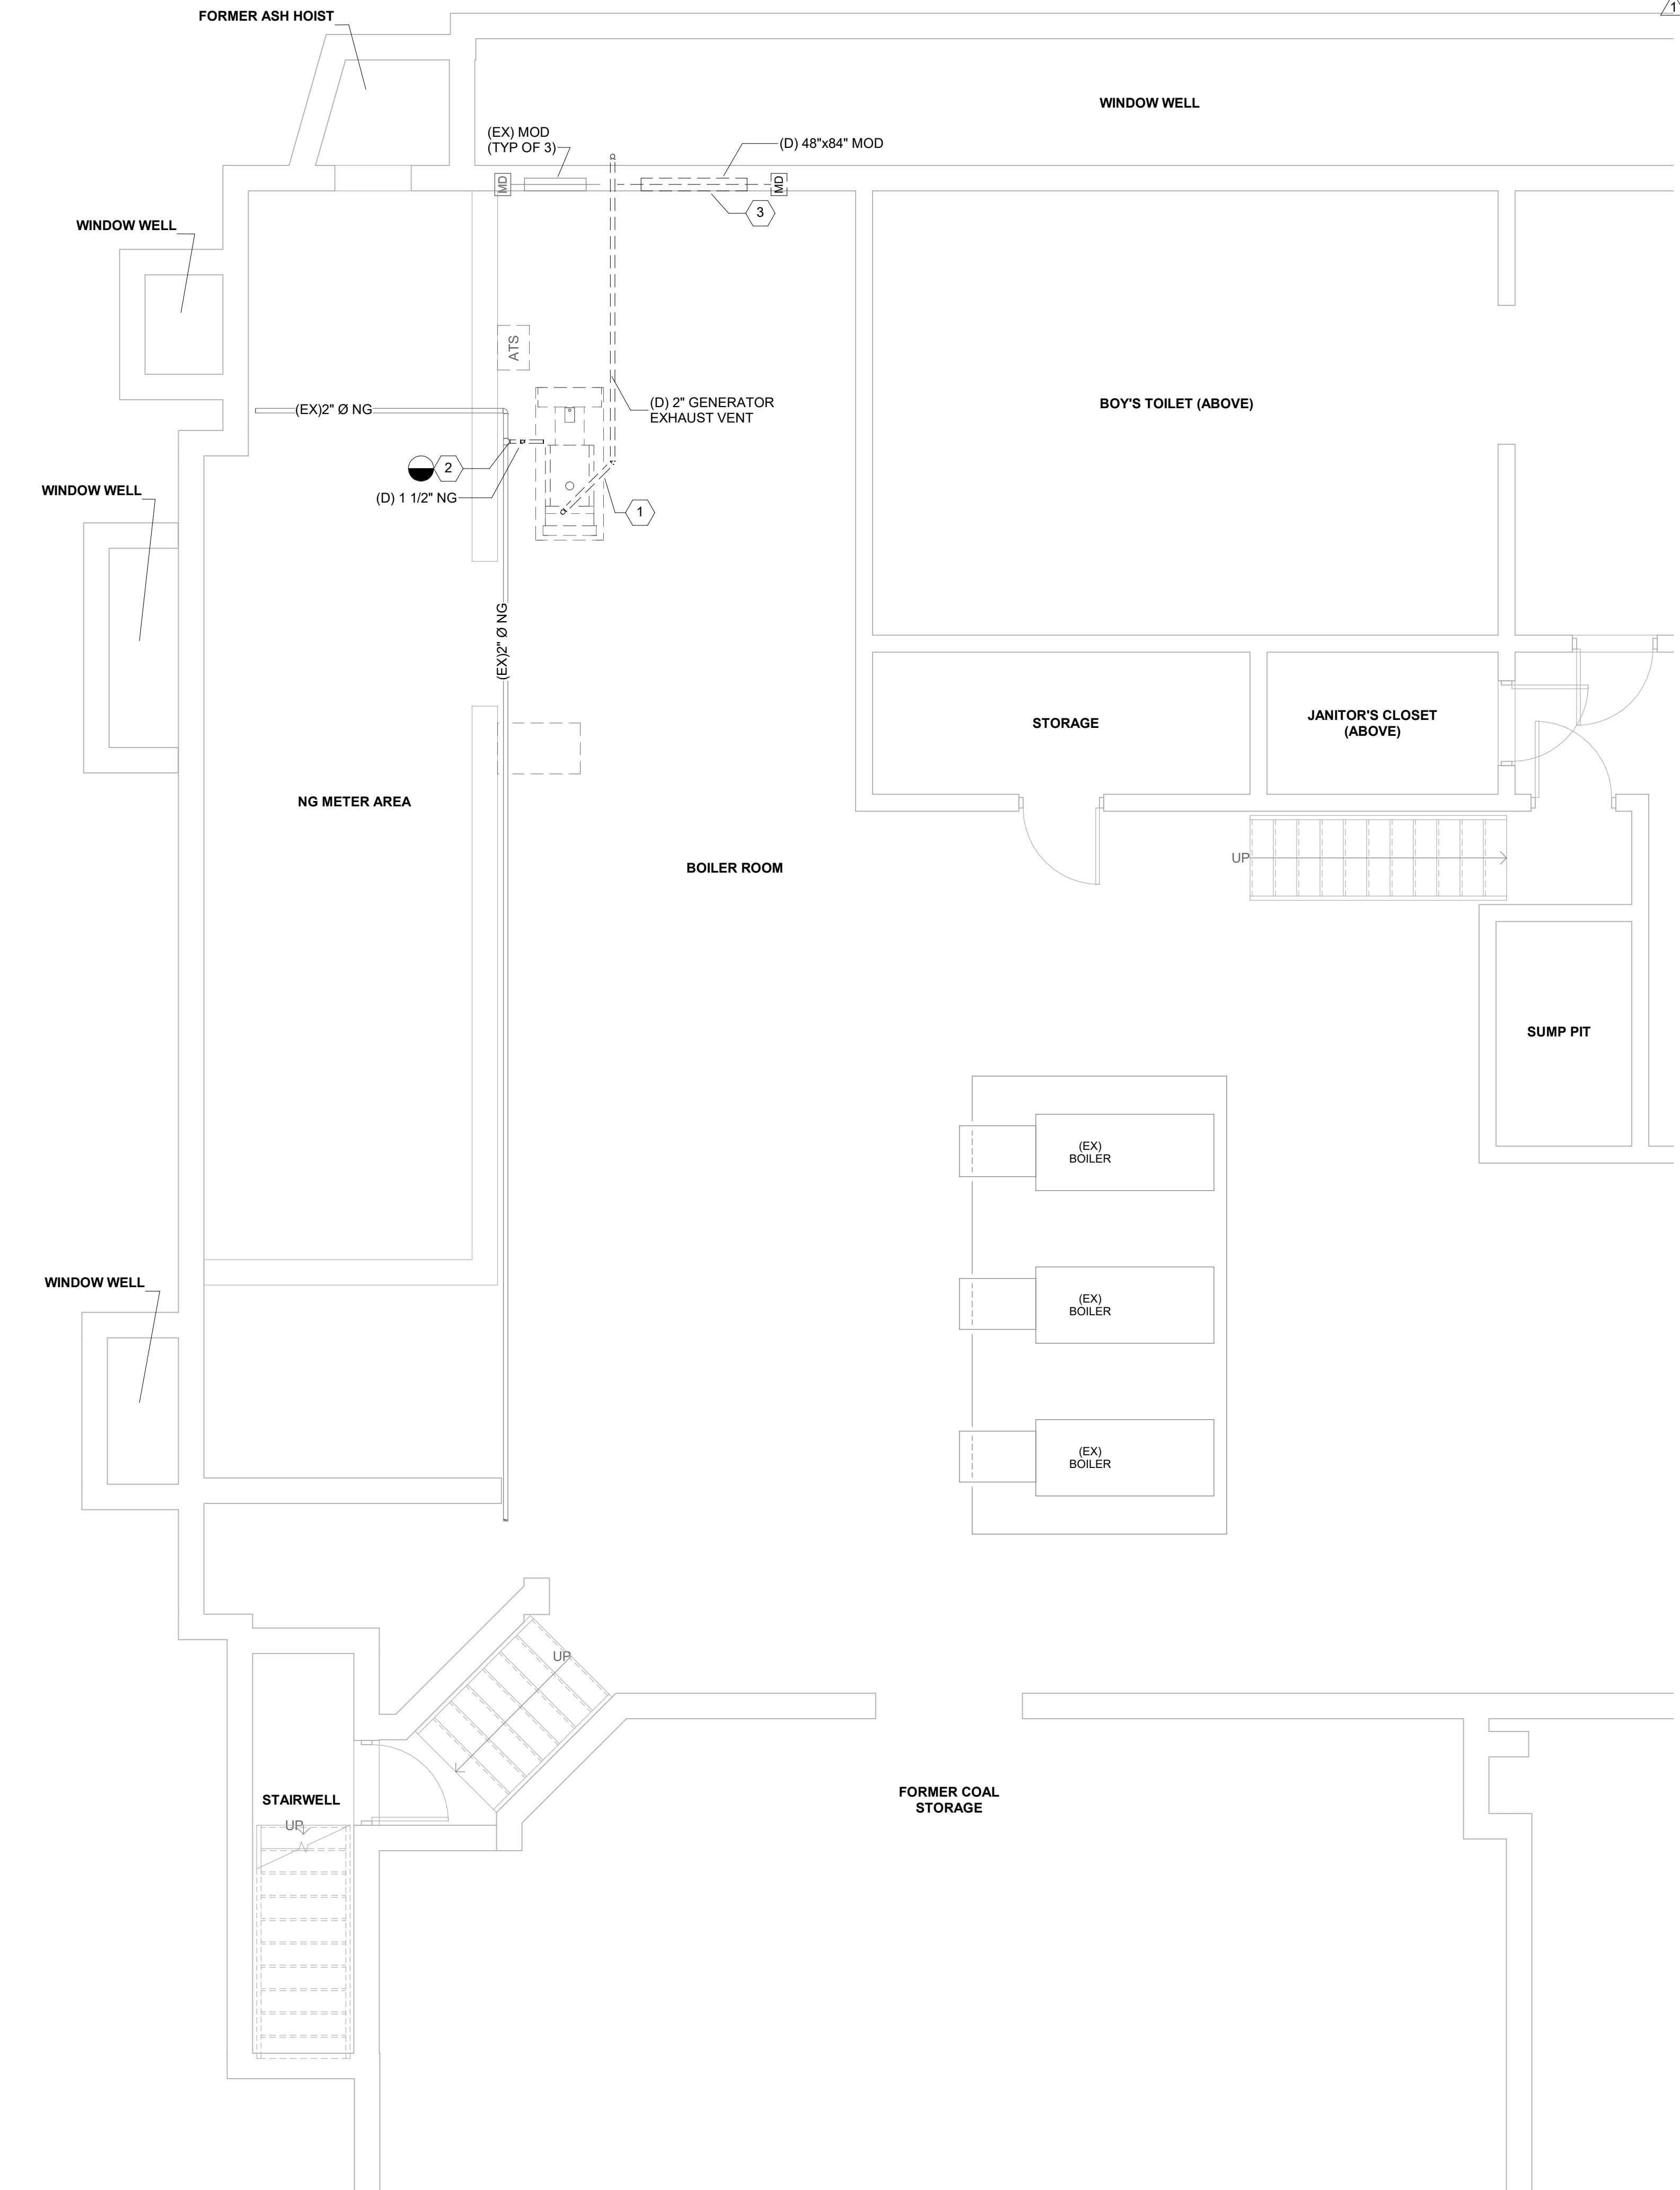 1
FORMER ASH HOIST
WINDOW WELL
(EX) MOD
(TYP OF 3)
(D) 48"x84" MOD
MD
MD
3
WINDOW WELL
ATS
(D) 2" GENERATOR
EXHAUST VENT
BOY'S TOILET (ABOVE)
(EX)2" Ø NG
2
WINDOW WELL
(D) 1 1/2" NG
1
(EX)2" Ø NG
STORAGE
JANITOR'S CLOSET
(ABOVE)
NG METER AREA
BOILER ROOM
UP
SUMP PIT
(EX)
BOILER
WINDOW WELL
(EX)
BOILER
(EX)
BOILER
UP
STAIRWELL
UP
FORMER COAL
STORAGE